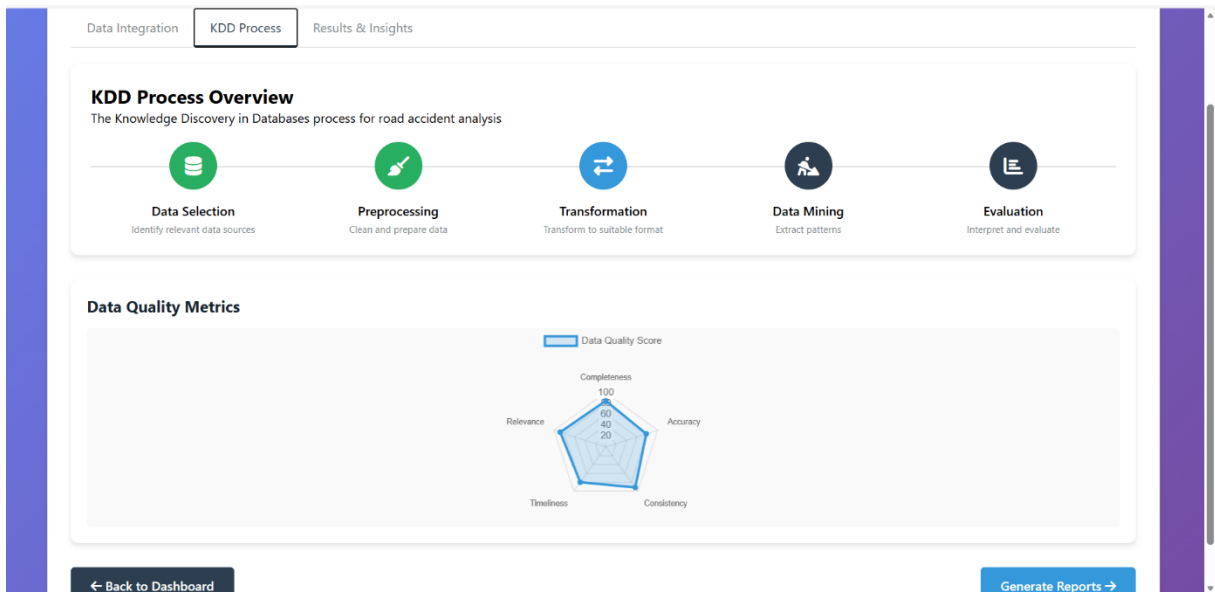 Data Integration KDD Process Results & Insights
KDD Process Overview
The Knowledge Discovery in Databases process for road accident analysis
Data Selection Preprocessing Transformation Data Mining Evaluation
Identify relevant data sources Clean and prepare data Transform to suitable format Extract patterns Interpret and evaluate
Data Quality Metrics
Data Quality Score
Completeness
100
80
60
40
20
Relevance Accuracy
Timeliness Consistency
← Back to Dashboard Generate Reports →